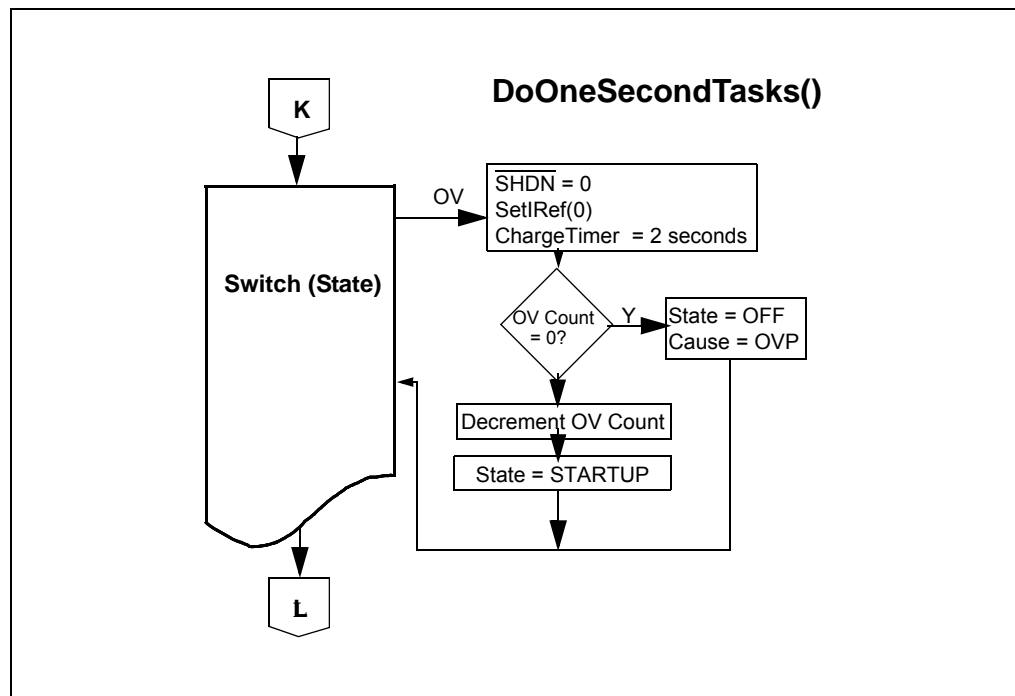 DoOneSecondTasks()
K
Switch (State)
OV
S̅H̅D̅N̅ = 0
SetIRef(0)
ChargeTimer = 2 seconds
OV Count
= 0?
Y
State = OFF
Cause = OVP
Decrement OV Count
State = STARTUP
L